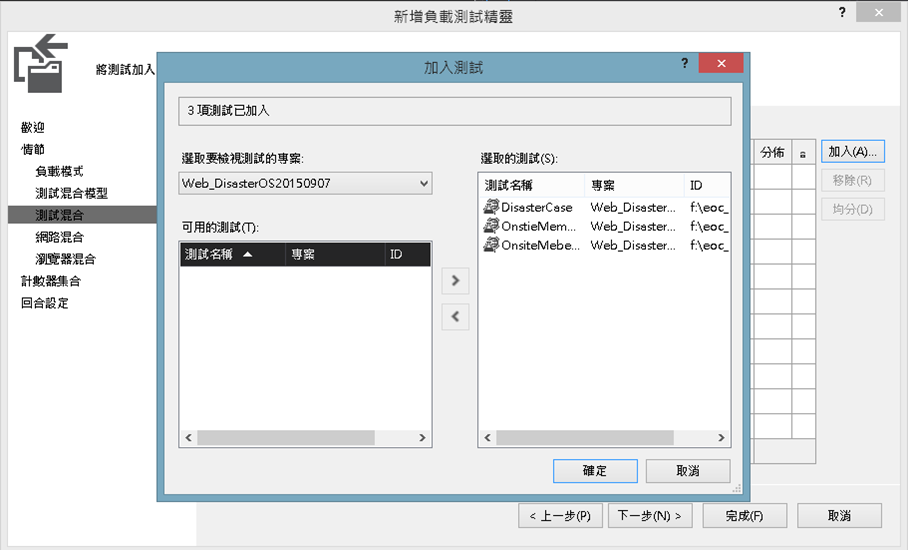 新增負載測試精靈
?
將測試加入
歡迎
情節
負載模式
測試混合模型
測試混合
網路混合
瀏覽器混合
計數器集合
回合設定
加入測試
?
3 項測試已加入
選取要檢視測試的專案:
Web_DisasterOS20150907
可用的測試(T):
測試名稱 專案 ID
選取的測試(S):
測試名稱 專案 ID
DisasterCase Web_Disaster... f:\eoc_
OnstieMem... Web_Disaster... f:\eoc_
OnsiteMebe... Web_Disaster... f:\eoc_
確定 取消
分佈
加入(A)...
移除(R)
均分(D)
< 上一步(P) 下一步(N) > 完成(F) 取消